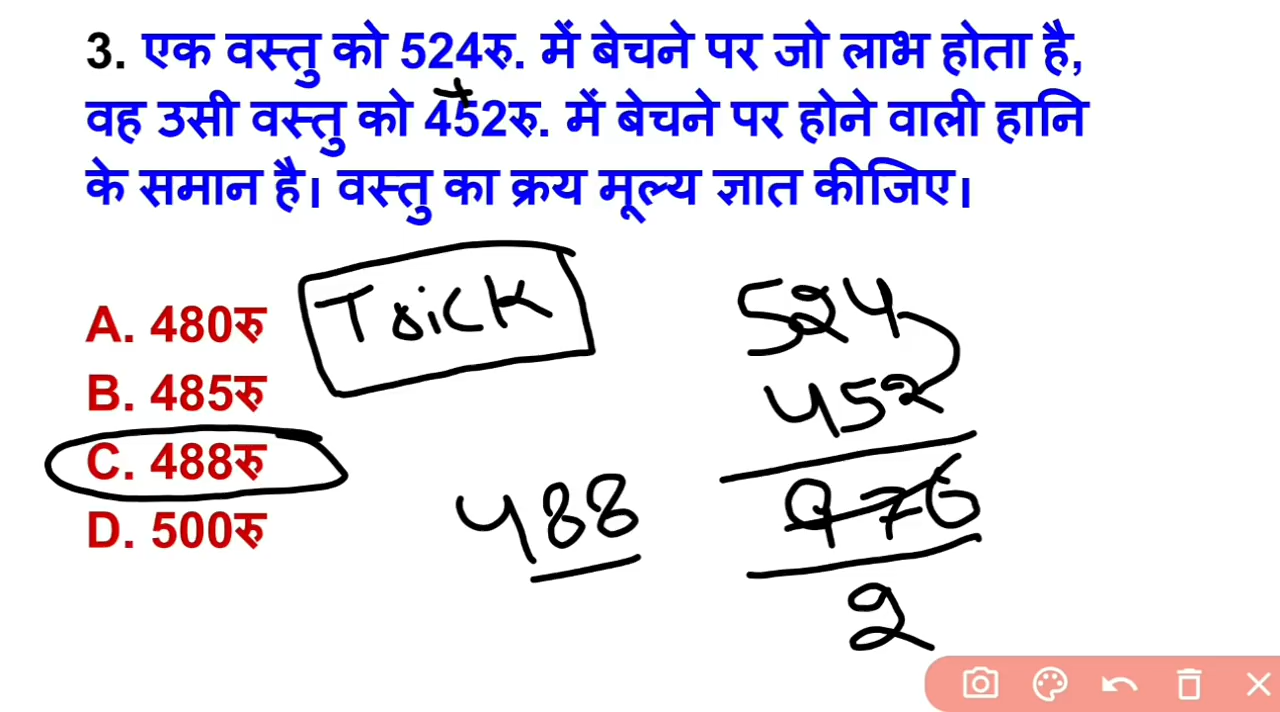 3. एक वस्तु को 524रु. में बेचने पर जो लाभ होता है,
वह उसी वस्तु को 452रु. में बेचने पर होने वाली हानि
के समान है। वस्तु का क्रय मूल्य ज्ञात कीजिए।
Trick
A. 480रु
B. 485रु
C. 488रु
D. 500रु
524
+
452
976
2
488